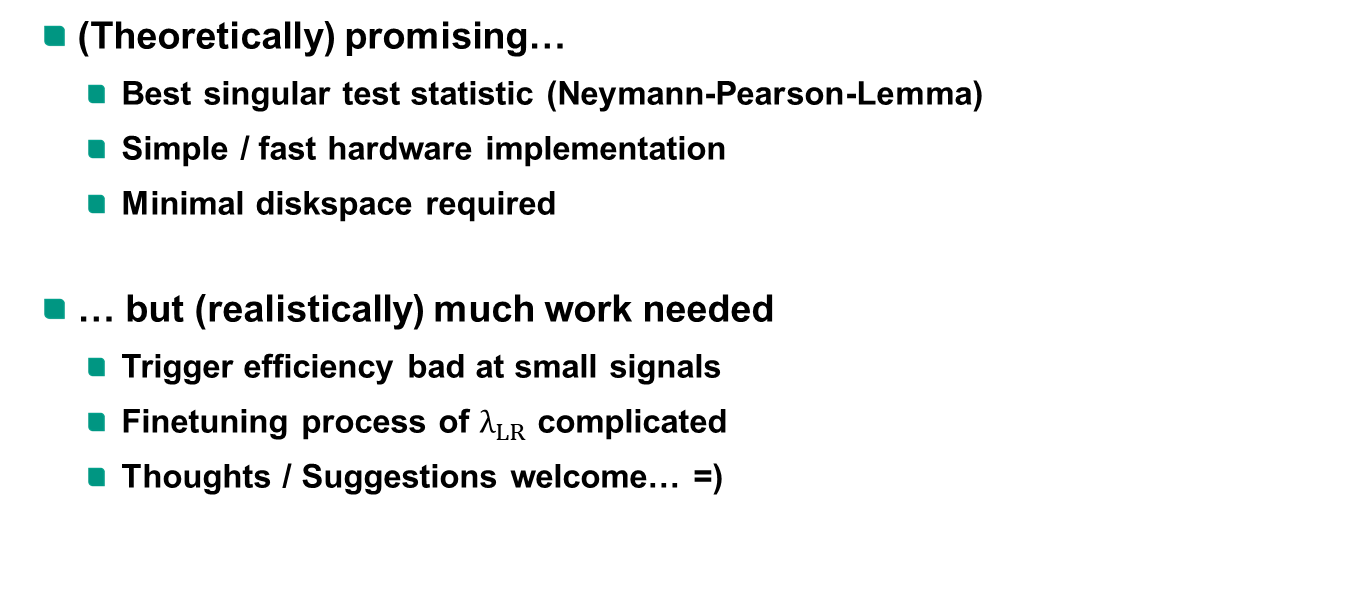 (Theoretically) promising…
Best singular test statistic (Neymann-Pearson-Lemma)
Simple / fast hardware implementation
Minimal diskspace required
… but (realistically) much work needed
Trigger efficiency bad at small signals
Finetuning process of λLR complicated
Thoughts / Suggestions welcome… =)